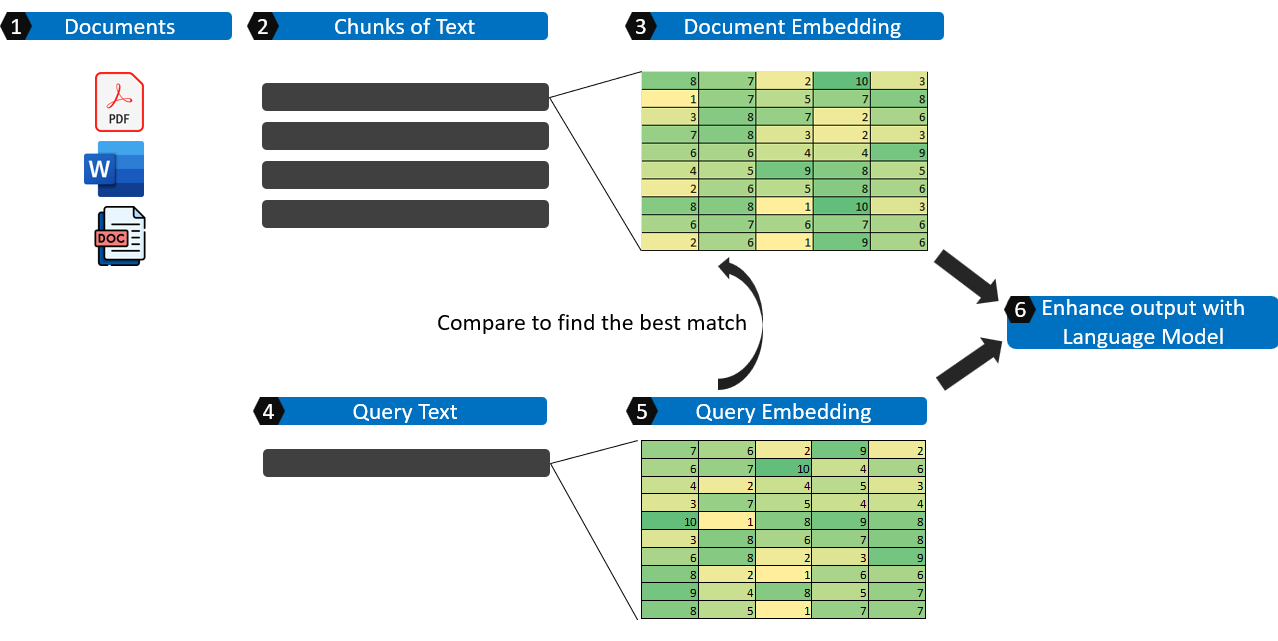 1 Documents
2 Chunks of Text
3 Document Embedding
PDF
W
DOC
8 7 2 10 3
1 7 5 7 8
3 8 7 2 6
7 8 3 2 3
6 6 4 4 9
4 5 9 8 5
2 6 5 8 6
8 8 1 10 3
6 7 6 7 6
2 6 1 9 6
Compare to find the best match
6 Enhance output with
Language Model
4 Query Text
5 Query Embedding
7 6 2 9 2
6 7 10 4 6
4 2 4 5 3
3 7 5 4 4
10 1 8 9 8
3 8 6 7 8
6 8 2 3 9
8 2 1 6 6
9 4 8 5 7
8 5 1 7 7